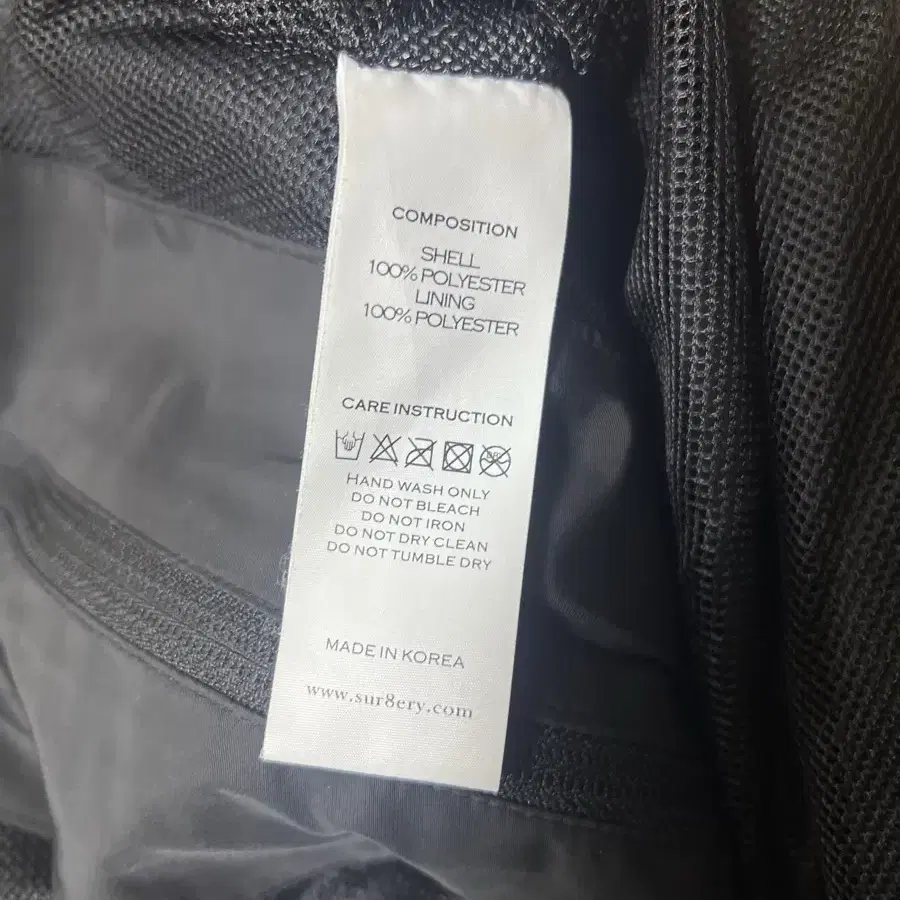 COMPOSITION
SHELL
100% POLYESTER
LINING
100% POLYESTER
CARE INSTRUCTION
HAND WASH ONLY
DO NOT BLEACH
DO NOT IRON
DO NOT DRY CLEAN
DO NOT TUMBLE DRY
MADE IN KOREA
www.sur8ery.com